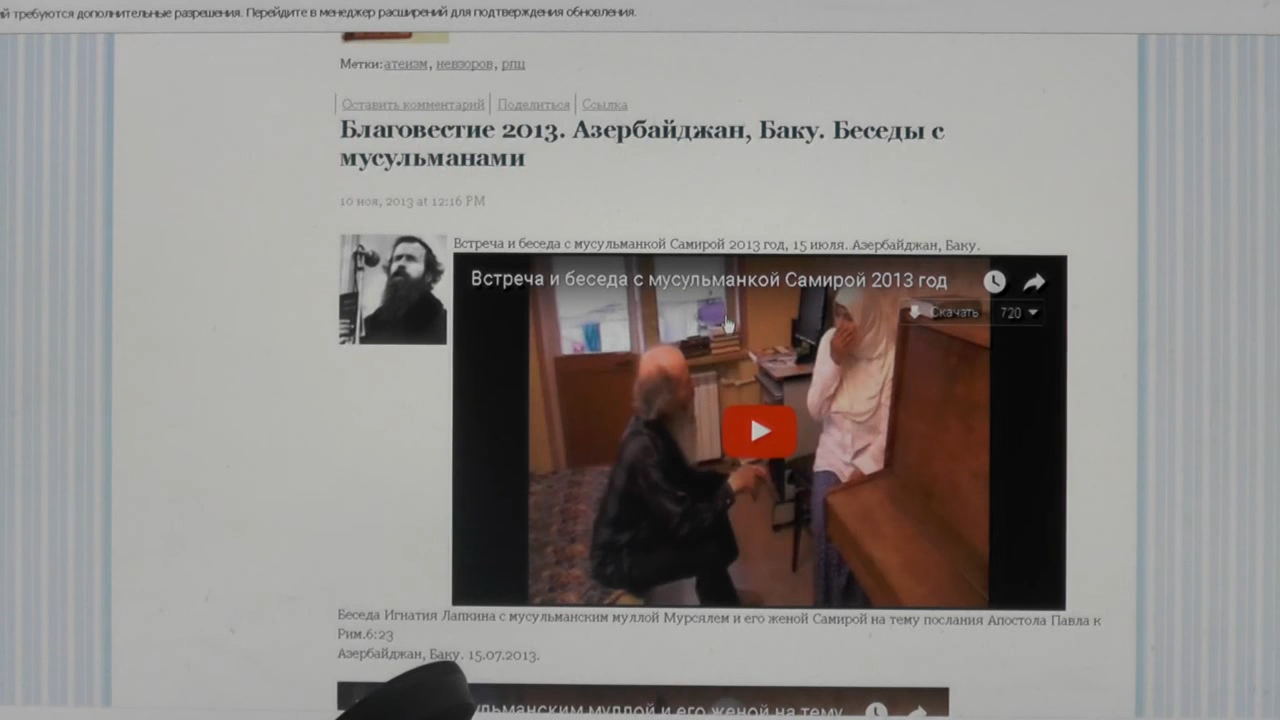 ий требуются дополнительные разрешения. Перейдите в менеджер расширений для подтверждения обновления.
Метки: атеизм, невзоров, рпц
Оставить комментарий Поделиться Ссылка
Благовестие 2013. Азербайджан, Баку. Беседы с
мусульманами
10 ноя, 2013 at 12:16 PM
Встреча и беседа с мусульманкой Самирой 2013 год, 15 июля. Азербайджан, Баку.
Встреча и беседа с мусульманкой Самирой 2013 год
Скачать 720
Беседа Игнатия Лапкина с мусульманским муллой Мурсялем и его женой Самирой на тему послания Апостола Павла к
Рим.6:23
Азербайджан, Баку. 15.07.2013.
ульманским муллой и его женой на тему